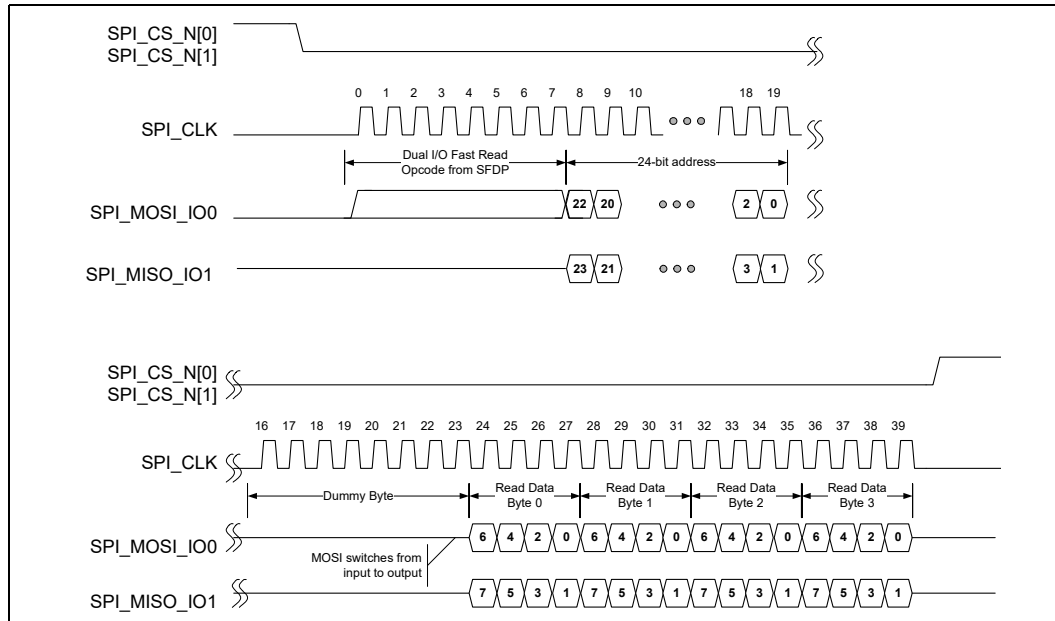 SPI_CS_N[0]
SPI_CS_N[1]
0 1 2 3 4 5 6 7 8 9 10 18 19
SPI_CLK
Dual I/O Fast Read
Opcode from SFDP
24-bit address
SPI_MOSI_IO0
22 20 2 0
SPI_MISO_IO1
23 21 3 1
SPI_CS_N[0]
SPI_CS_N[1]
16 17 18 19 20 21 22 23 24 25 26 27 28 29 30 31 32 33 34 35 36 37 38 39
SPI_CLK
Dummy Byte
Read Data
Byte 0
Read Data
Byte 1
Read Data
Byte 2
Read Data
Byte 3
SPI_MOSI_IO0
6 4 2 0 6 4 2 0 6 4 2 0 6 4 2 0
MOSI switches from
input to output
SPI_MISO_IO1
7 5 3 1 7 5 3 1 7 5 3 1 7 5 3 1